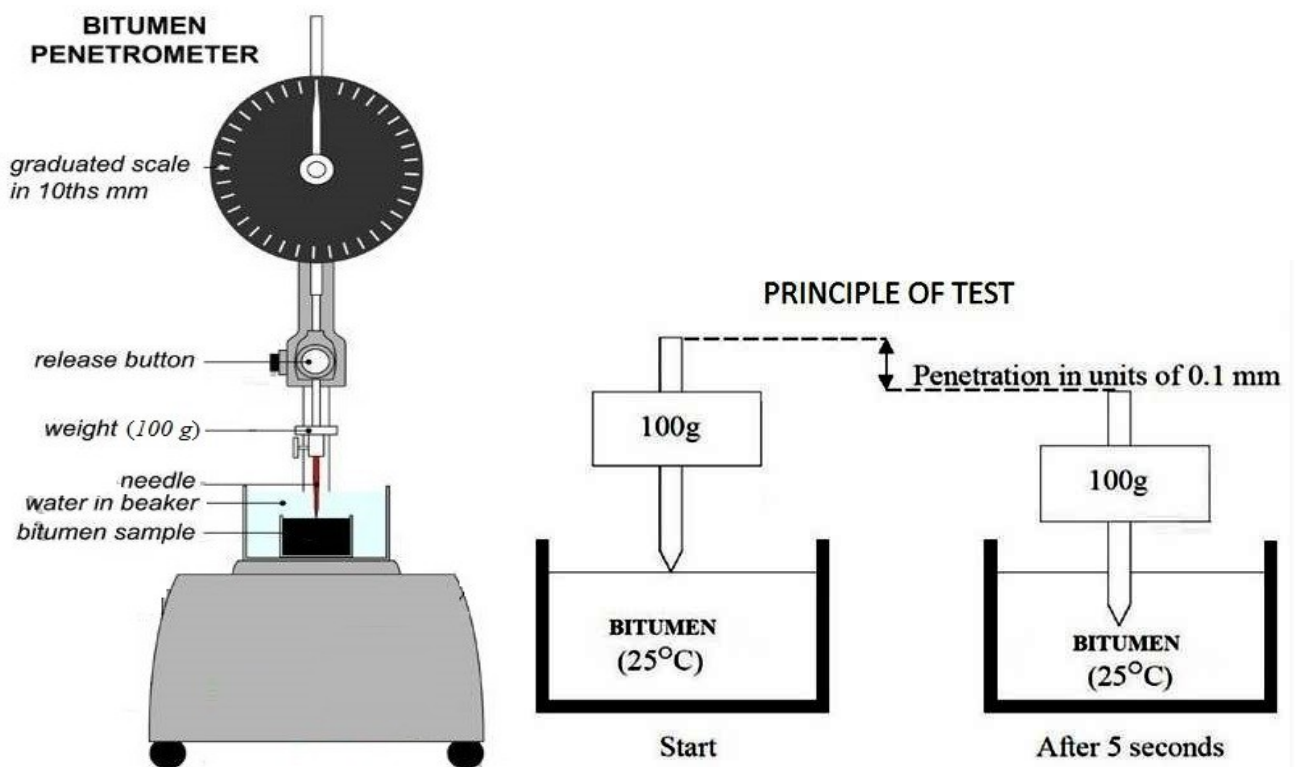 BITUMEN
PENETROMETER
graduated scale
in 10ths mm
release button
weight (100 g)
needle
water in beaker
bitumen sample
PRINCIPLE OF TEST
Penetration in units of 0.1 mm
100g
100g
BITUMEN
(25°C)
BITUMEN
(25°C)
Start
After 5 seconds